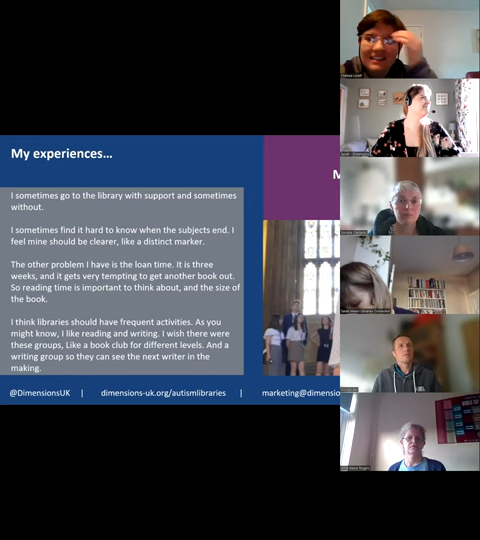 My experiences...
I sometimes go to the library with support and sometimes
without.
I sometimes find it hard to know when the subjects end. I
feel mine should be clearer, like a distinct marker.
The other problem I have is the loan time. It is three
weeks, and it gets very tempting to get another book out.
So reading time is important to think about, and the size of
the book.
I think libraries should have frequent activities. As you
might know, I like reading and writing. I wish there were
these groups, Like a book club for different levels. And a
writing group so they can see the next writer in the
making.
@DimensionsUK | dimensions-uk.org/autismlibraries | marketing@dimensio
M